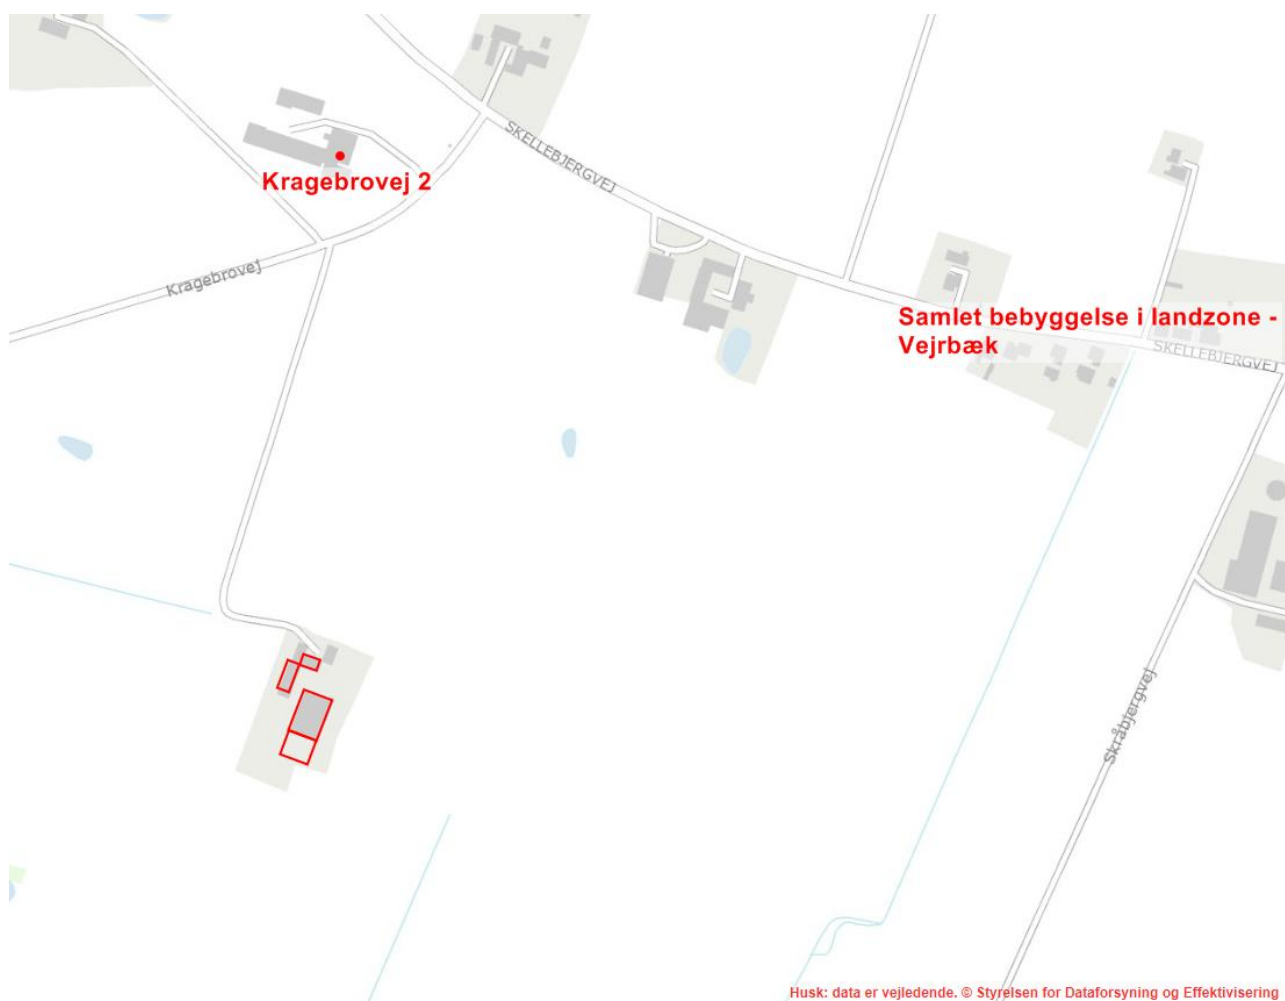 SKELLEBJERGVEJ
Kragebrovej 2
Kragebrovej
Samlet bebyggelse i landzone -
Vejrbæk
SKELLEBJERGVEJ
Skråbjergvej
Husk: data er vejledende. © Styrelsen for Dataforsyning og Effektivisering